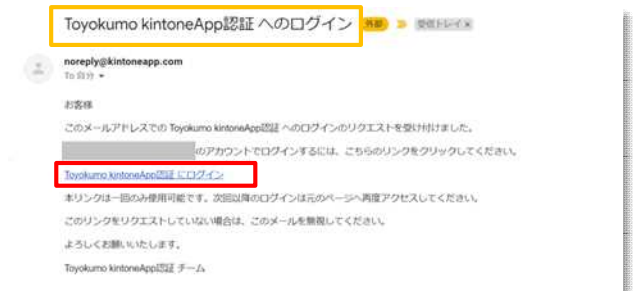 Toyokumo kintoneApp認証 へのログイン 外部 受信トレイ ×
noreply@kintoneapp.com
To 自分
お客様
このメールアドレスでの Toyokumo kintoneApp認証 へのログインのリクエストを受け付けました。
のアカウントでログインするには、こちらのリンクをクリックしてください。
Toyokumo kintoneApp認証 にログイン
本リンクは一回のみ使用可能です。次回以降のログインは元のページへ再度アクセスしてください。
このリンクをリクエストしていない場合は、このメールを無視してください。
よろしくお願いいたします。
Toyokumo kintoneApp認証 チーム